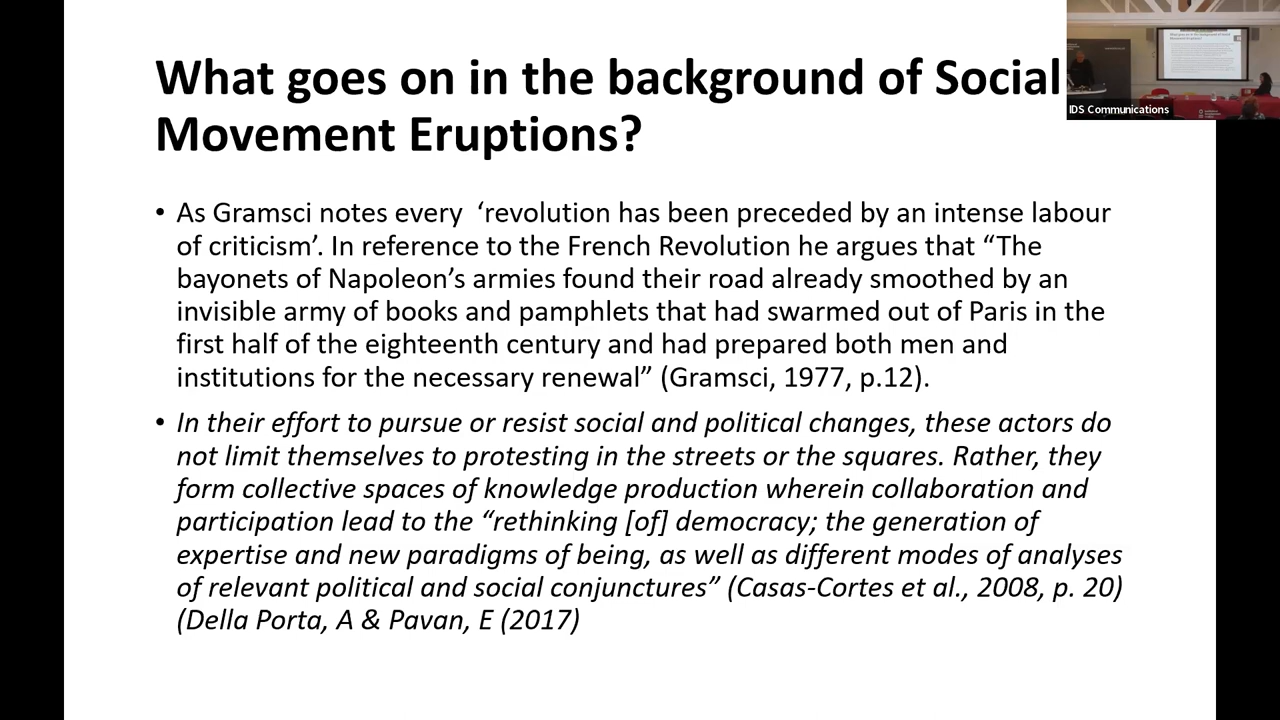 What goes on in the background of Social
Movement Eruptions?
IDS Communications
• As Gramsci notes every  ‘revolution has been preceded by an intense labour
of criticism’. In reference to the French Revolution he argues that “The
bayonets of Napoleon’s armies found their road already smoothed by an
invisible army of books and pamphlets that had swarmed out of Paris in the
first half of the eighteenth century and had prepared both men and
institutions for the necessary renewal” (Gramsci, 1977, p.12).
• In their effort to pursue or resist social and political changes, these actors do
not limit themselves to protesting in the streets or the squares. Rather, they
form collective spaces of knowledge production wherein collaboration and
participation lead to the “rethinking [of] democracy; the generation of
expertise and new paradigms of being, as well as different modes of analyses
of relevant political and social conjunctures” (Casas-Cortes et al., 2008, p. 20)
(Della Porta, A & Pavan, E (2017)